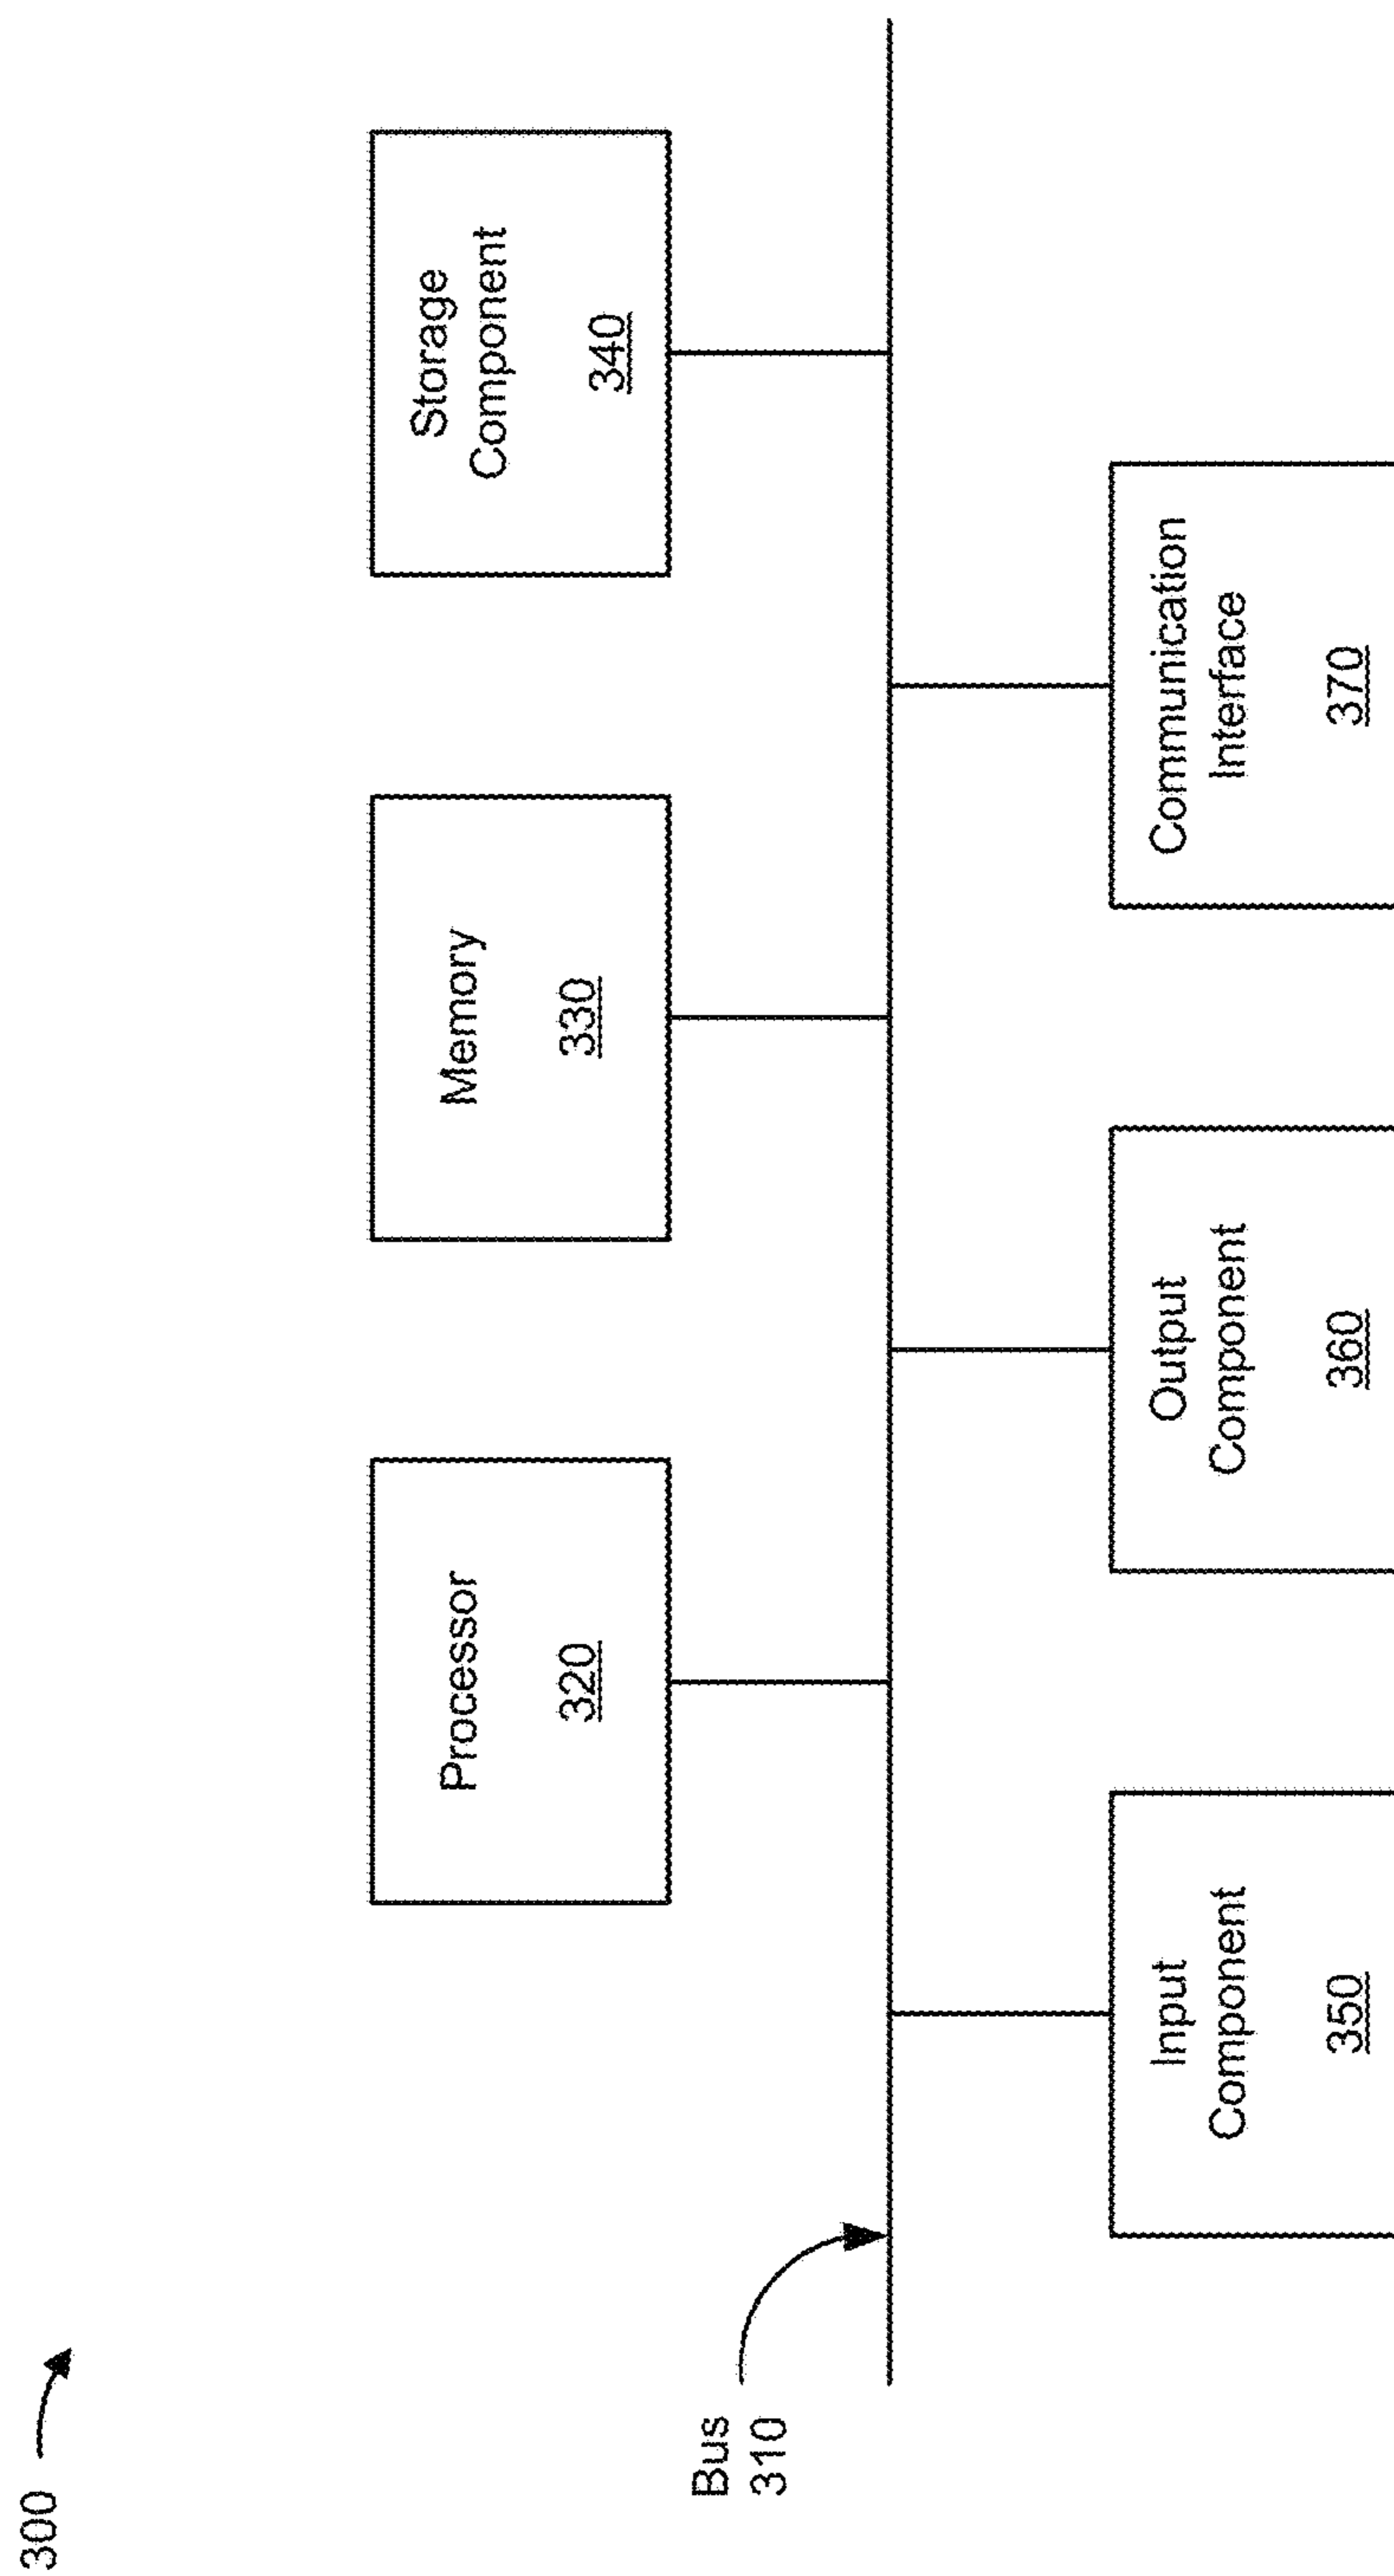 300
Processor
320
Memory
330
Storage
Component
340
Bus
310
Input
Component
350
Output
Component
360
Communication
Interface
370